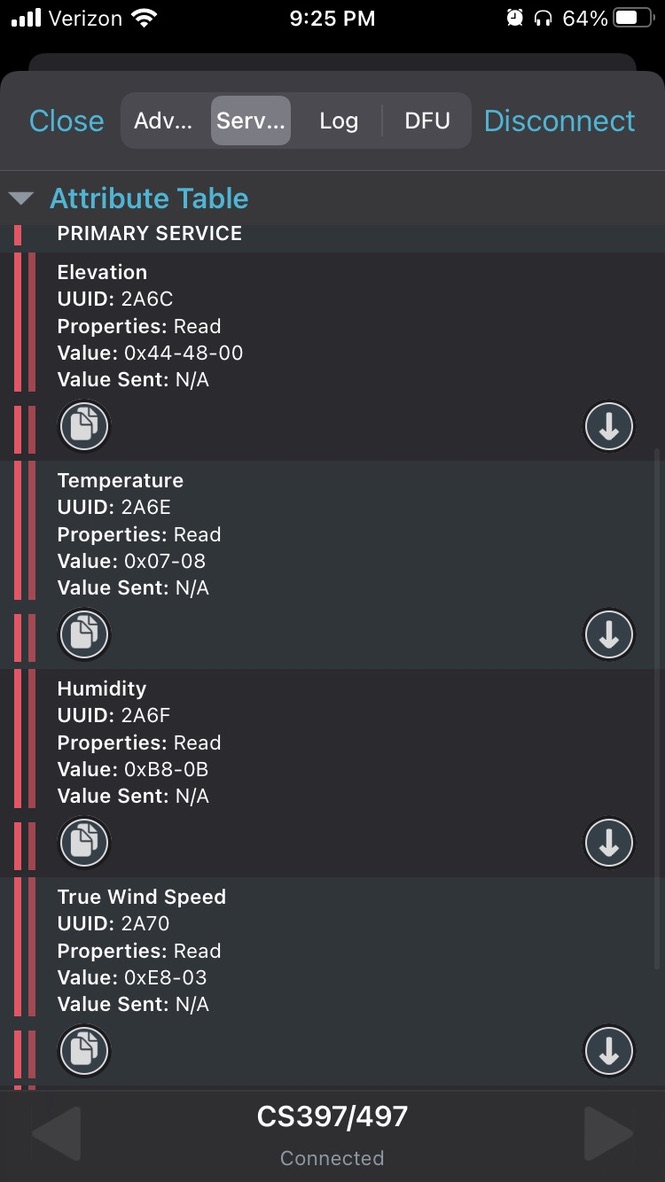 Verizon 9:25 PM 64%
Close Adv... Serv... Log DFU Disconnect
Attribute Table
PRIMARY SERVICE
Elevation
UUID: 2A6C
Properties: Read
Value: 0x44-48-00
Value Sent: N/A
Temperature
UUID: 2A6E
Properties: Read
Value: 0x07-08
Value Sent: N/A
Humidity
UUID: 2A6F
Properties: Read
Value: 0xB8-0B
Value Sent: N/A
True Wind Speed
UUID: 2A70
Properties: Read
Value: 0xE8-03
Value Sent: N/A
CS397/497
Connected